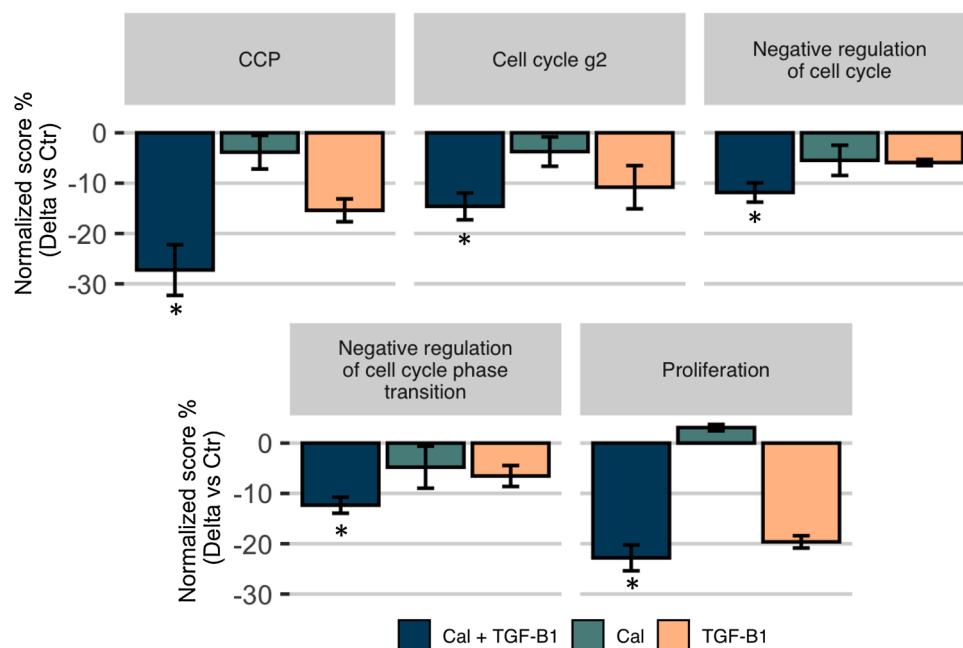 CCP
Cell cycle g2
Negative regulation
of cell cycle
Normalized score %
(Delta vs Ctr)
0
-10
-20
-30
*
*
*
Negative regulation
of cell cycle phase
transition
Proliferation
Normalized score %
(Delta vs Ctr)
0
-10
-20
-30
*
*
Cal + TGF-B1
Cal
TGF-B1